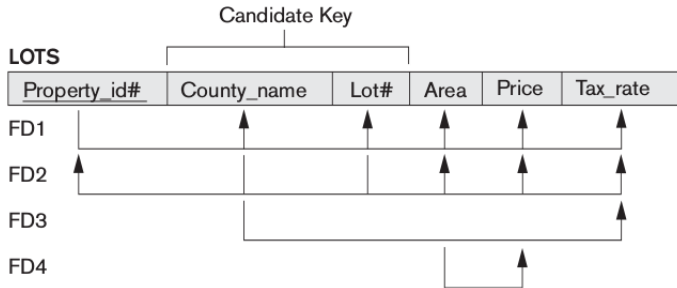 Candidate Key
LOTS
Property_id# County_name Lot# Area Price Tax_rate
FD1
FD2
FD3
FD4